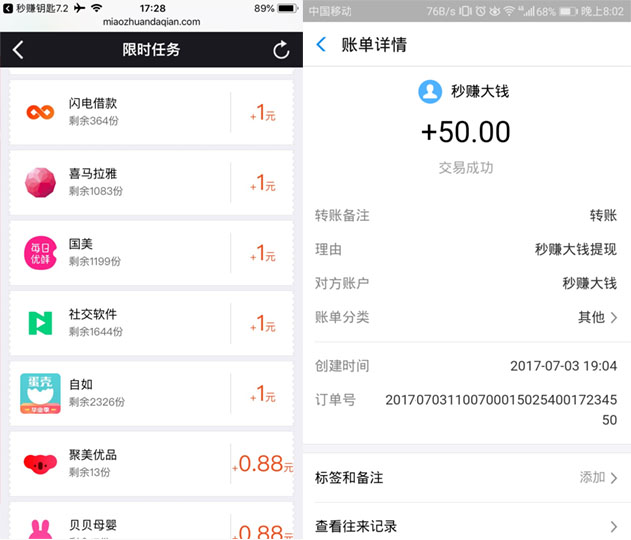 秒赚钥匙7.2
17:28
89%
miaozhuandaqian.com
限时任务
闪电借款
剩余364份
+1元
喜马拉雅
剩余1083份
+1元
每日
优鲜
国美
剩余1199份
+1元
社交软件
剩余1644份
+1元
蛋壳
自如
剩余2326份
+1元
聚美优品
剩余13份
+0.88元
贝贝母婴
+0.88元
中国移动
76B/s
68%
晚上8:02
账单详情
秒赚大钱
+50.00
交易成功
转账备注 转账
理由 秒赚大钱提现
对方账户 秒赚大钱
账单分类 其他
创建时间 2017-07-03 19:04
订单号 201707031100700015025400172345
50
标签和备注 添加
查看往来记录